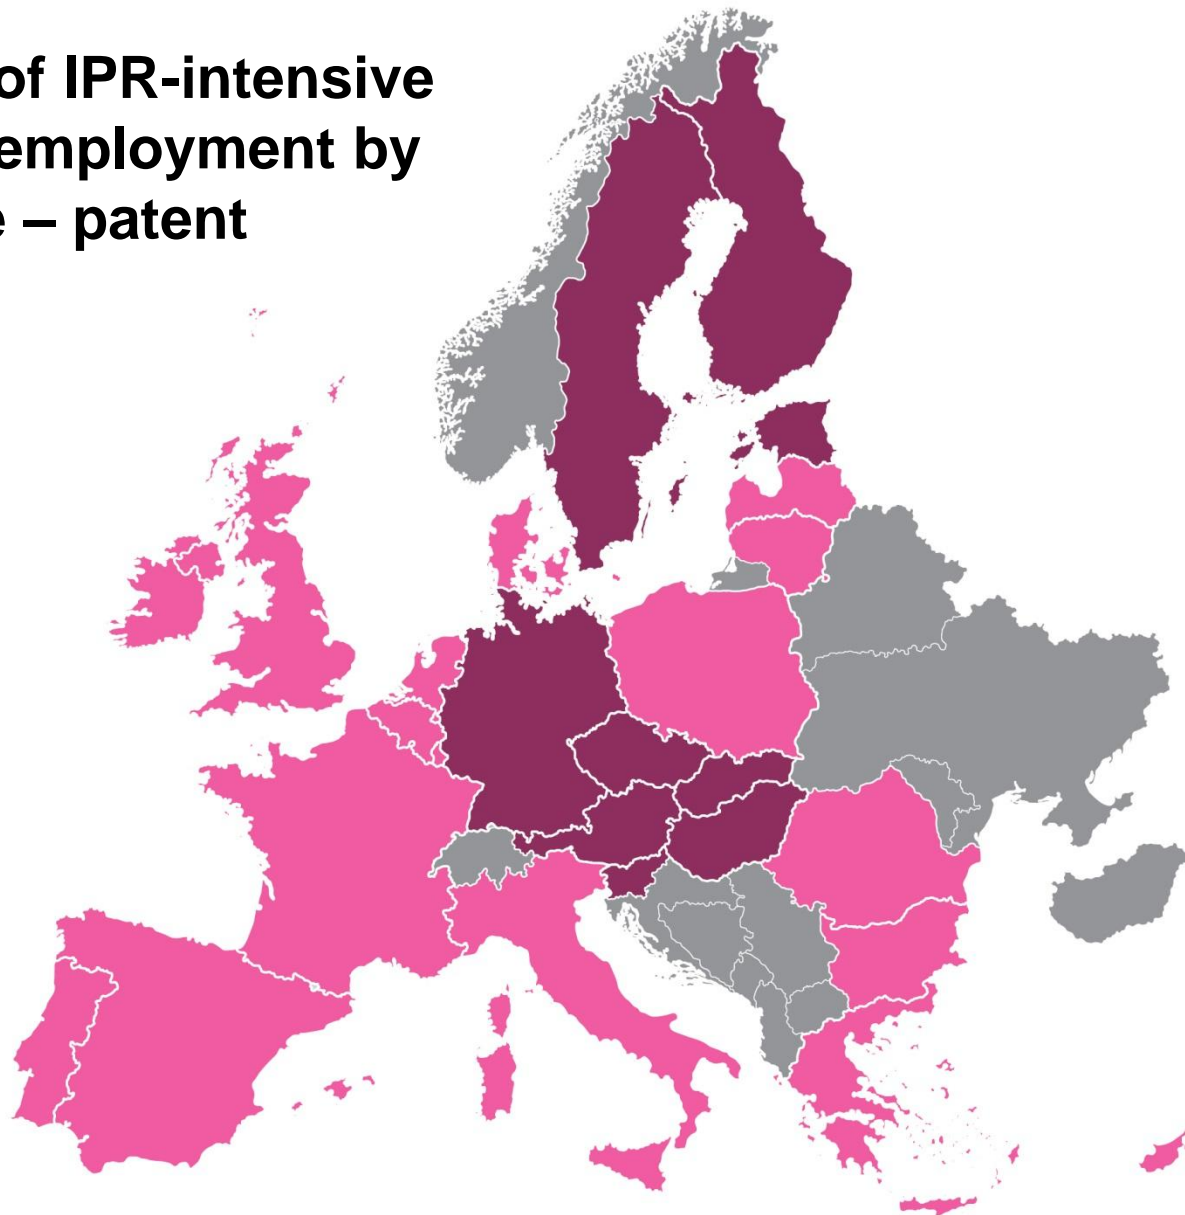 of IPR-intensive
employment by
– patent